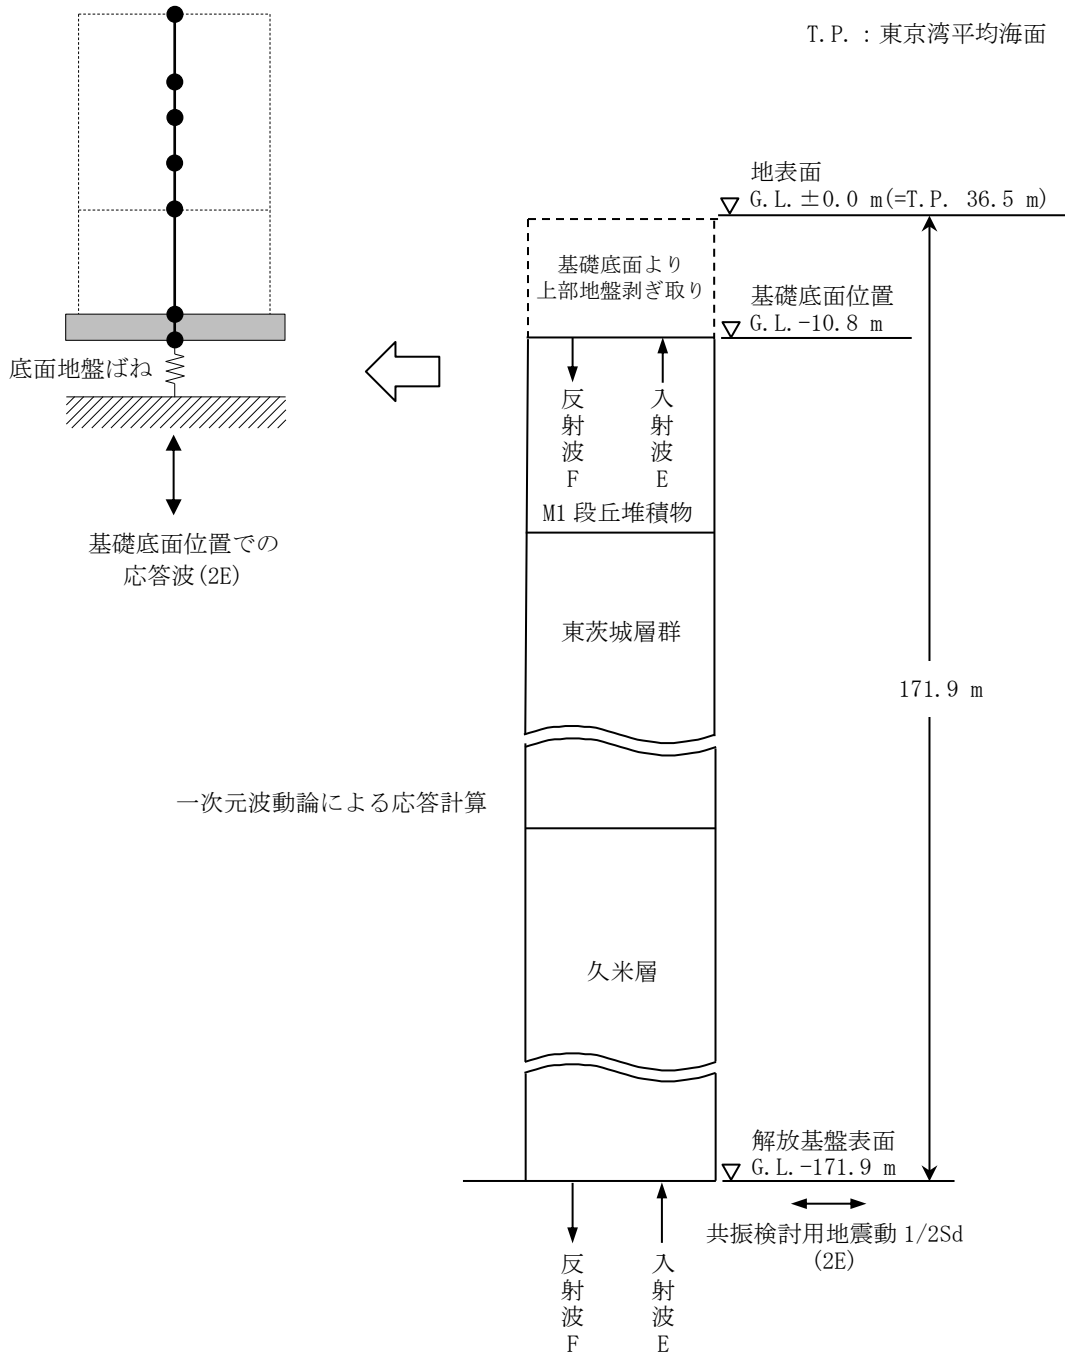 T.P. : 東京湾平均海面
地表面
G.L.±0.0 m(=T.P. 36.5 m)
基礎底面より
上部地盤剥ぎ取り
基礎底面位置
G.L.-10.8 m
底面地盤ばね
反射波F
入射波E
M1 段丘堆積物
基礎底面位置での
応答波(2E)
東茨城層群
171.9 m
一次元波動論による応答計算
久米層
解放基盤表面
G.L.-171.9 m
共振検討用地震動 1/2Sd
(2E)
反射波F
入射波E